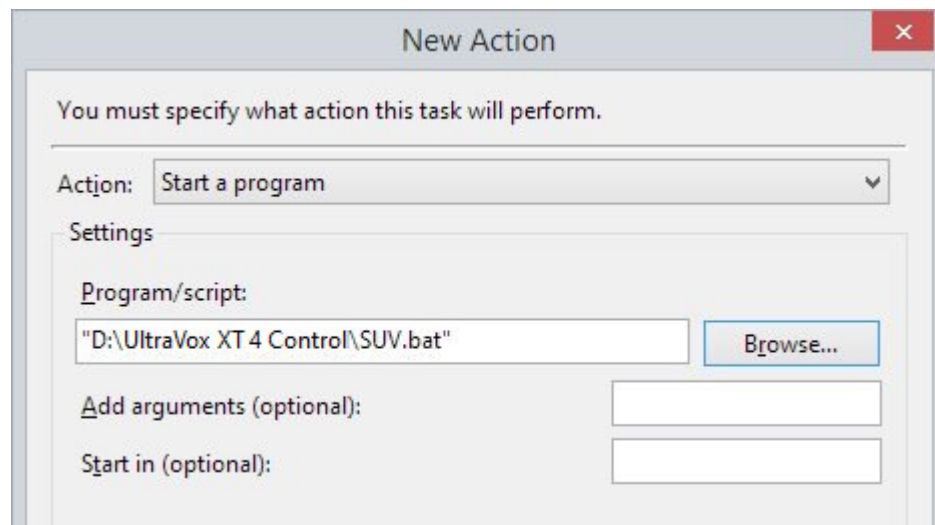 New Action
You must specify what action this task will perform.
Action: Start a program
Settings
Program/script:
"D:\UltraVox XT 4 Control\SUV.bat"
Browse...
Add arguments (optional):
Start in (optional):